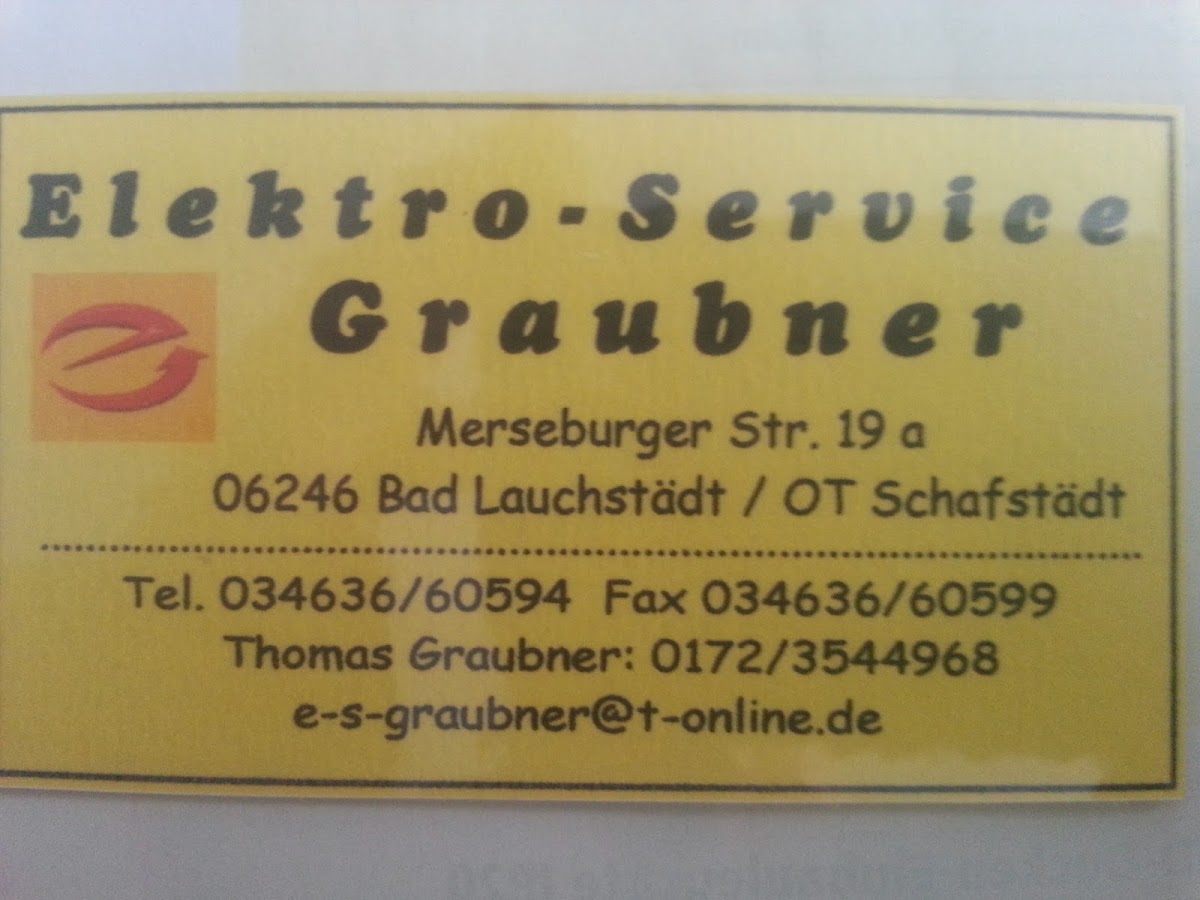 Elektro-Service
Graubner
Merseburger Str. 19 a
06246 Bad Lauchstädt / OT Schafstädt
Tel. 034636/60594 Fax 034636/60599
Thomas Graubner: 0172/3544968
e-s-graubner@t-online.de